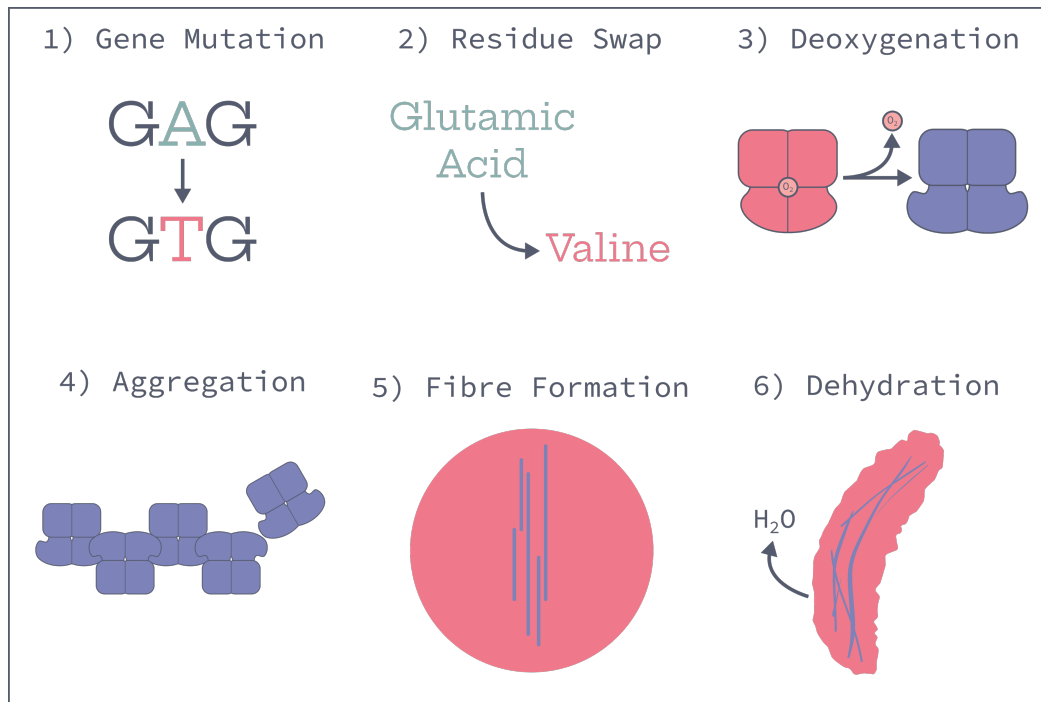 1) Gene Mutation
GAG
GTG
2) Residue Swap
Glutamic
Acid
Valine
3) Deoxygenation
O₂
O₂
4) Aggregation
5) Fibre Formation
6) Dehydration
H₂O